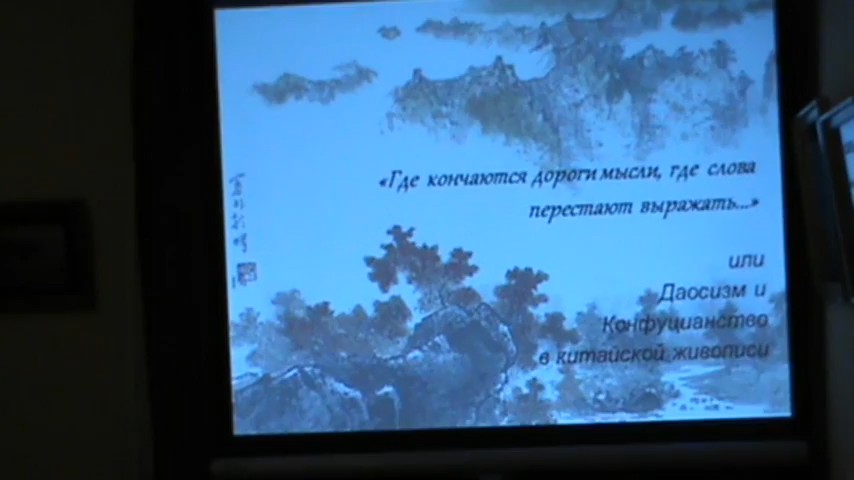 «Где кончаются дороги мысли, где слова
перестают выражать...»
или
Даосизм и
Конфуцианство
в китайской живописи